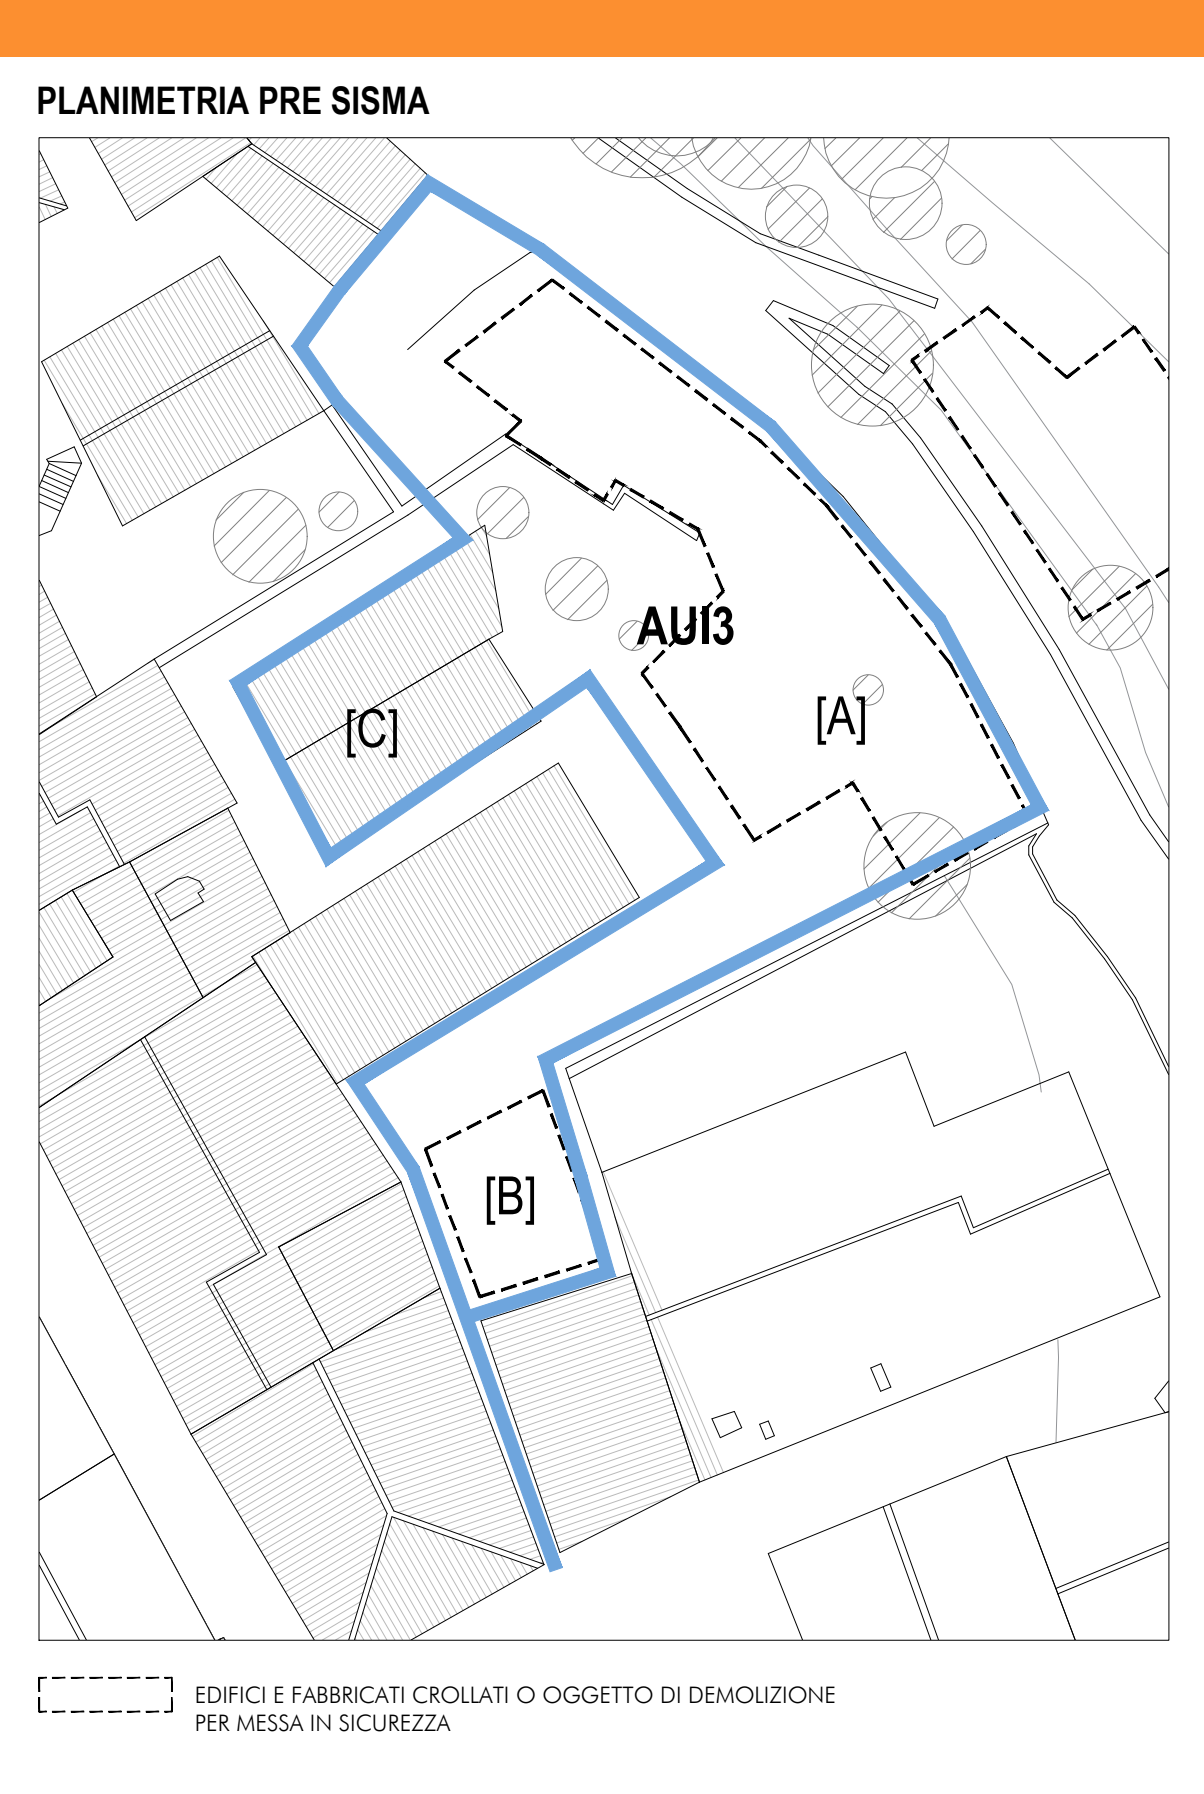 PLANIMETRIA PRE SISMA
AUI3
[A]
[C]
[B]
EDIFICI E FABBRICATI CROLLATI O OGGETTO DI DEMOLIZIONE
PER MESSA IN SICUREZZA